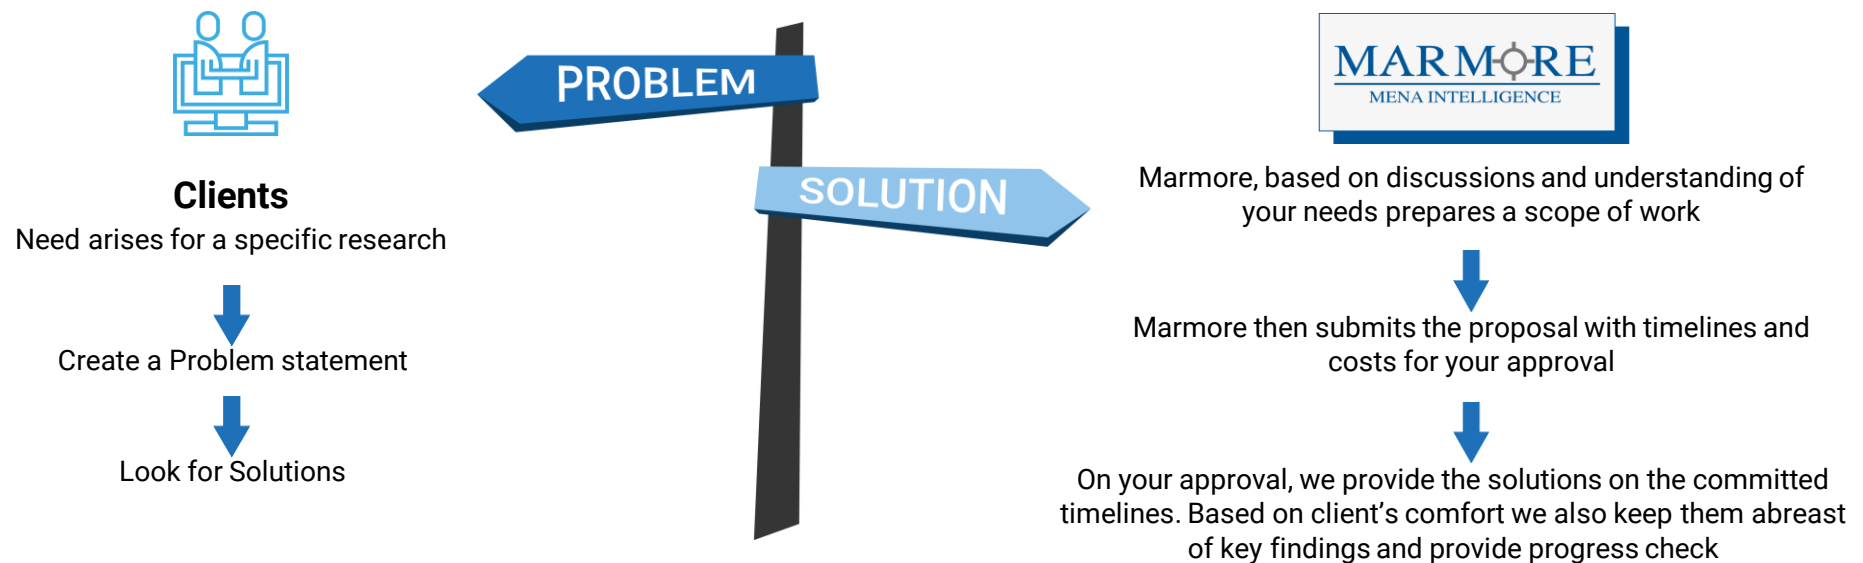 Clients
Need arises for a specific research
Create a Problem statement
Look for Solutions
PROBLEM
SOLUTION
MARMORE
MENA INTELLIGENCE
Marmore, based on discussions and understanding of
your needs prepares a scope of work
Marmore then submits the proposal with timelines and
costs for your approval
On your approval, we provide the solutions on the committed
timelines. Based on client’s comfort we also keep them abreast
of key findings and provide progress check